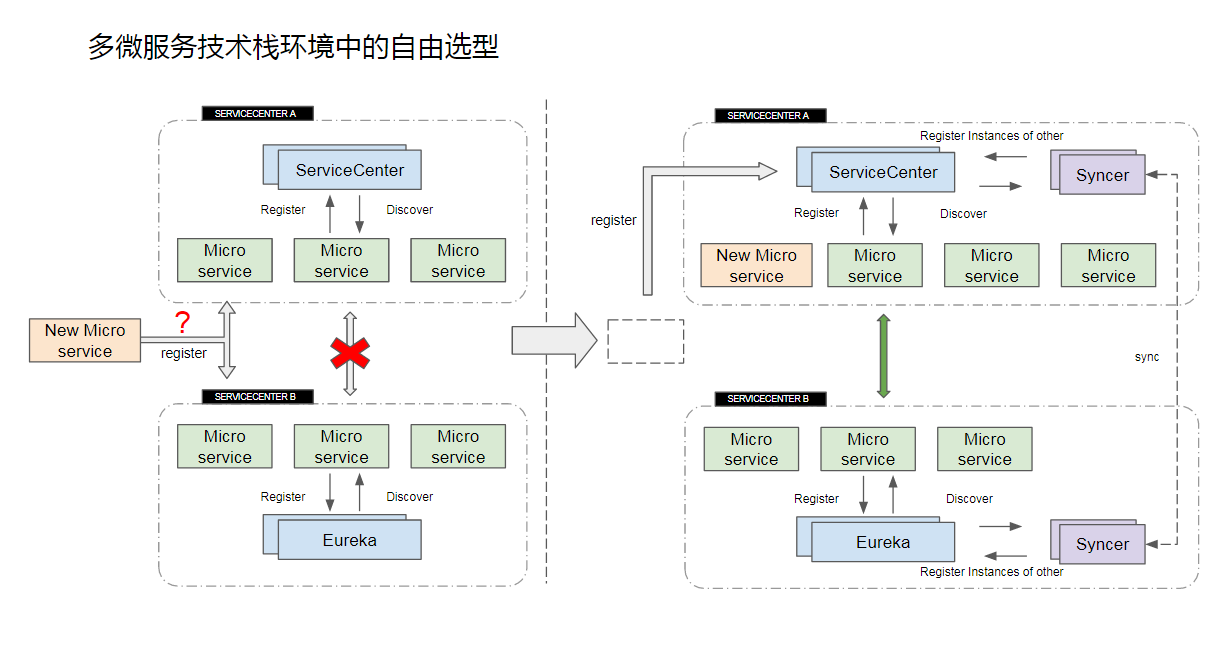 多微服务技术栈环境中的自由选型
SERVICECENTER A
ServiceCenter
Register
Discover
Micro
service
Micro
service
Micro
service
New Micro
service
?
register
SERVICECENTER B
Micro
service
Micro
service
Micro
service
Register
Discover
Eureka
SERVICECENTER A
Register Instances of other
ServiceCenter
Syncer
register
Register
Discover
New Micro
service
Micro
service
Micro
service
Micro
service
sync
SERVICECENTER B
Micro
service
Micro
service
Micro
service
Register
Discover
Eureka
Syncer
Register Instances of other